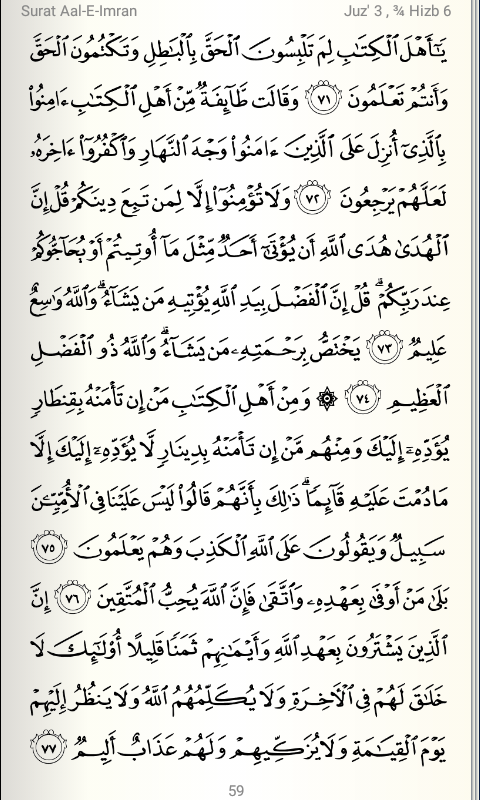 Surat Aal-E-Imran Juz' 3 , ¾ Hizb 6
يَـٰٓأَهْلَ ٱلْكِتَـٰبِ لِمَ تَلْبِسُونَ ٱلْحَقَّ بِٱلْبَـٰطِلِ وَتَكْتُمُونَ ٱلْحَقَّ
وَأَنتُمْ تَعْلَمُونَ ٧١ وَقَالَت طَّآئِفَةٌ مِّنْ أَهْلِ ٱلْكِتَـٰبِ ءَامِنُوا۟
بِٱلَّذِىٓ أُنزِلَ عَلَى ٱلَّذِينَ ءَامَنُوا۟ وَجْهَ ٱلنَّهَارِ وَٱكْفُرُوٓا۟ ءَاخِرَهُۥ
لَعَلَّهُمْ يَرْجِعُونَ ٧٢ وَلَا تُؤْمِنُوٓا۟ إِلَّا لِمَن تَبِعَ دِينَكُمْ قُلْ إِنَّ
ٱلْهُدَىٰ هُدَى ٱللَّهِ أَن يُؤْتَىٰٓ أَحَدٌ مِّثْلَ مَآ أُوتِيتُمْ أَوْ يُحَآجُّوكُمْ
عِندَ رَبِّكُمْ ۗ قُلْ إِنَّ ٱلْفَضْلَ بِيَدِ ٱللَّهِ يُؤْتِيهِ مَن يَشَآءُ ۗ وَٱللَّهُ وَٰسِعٌ
عَلِيمٌ ٧٣ يَخْتَصُّ بِرَحْمَتِهِۦ مَن يَشَآءُ ۗ وَٱللَّهُ ذُو ٱلْفَضْلِ
ٱلْعَظِيمِ ٧٤ ۞ وَمِنْ أَهْلِ ٱلْكِتَـٰبِ مَنْ إِن تَأْمَنْهُ بِقِنطَارٍ
يُؤَدِّهِۦٓ إِلَيْكَ وَمِنْهُم مَّنْ إِن تَأْمَنْهُ بِدِينَارٍ لَّا يُؤَدِّهِۦٓ إِلَيْكَ إِلَّا
مَا دُمْتَ عَلَيْهِ قَآئِمًا ۗ ذَٰلِكَ بِأَنَّهُمْ قَالُوا۟ لَيْسَ عَلَيْنَا فِى ٱلْأُمِّيِّـۧنَ
سَبِيلٌ وَيَقُولُونَ عَلَى ٱللَّهِ ٱلْكَذِبَ وَهُمْ يَعْلَمُونَ ٧٥
بَلَىٰ مَنْ أَوْفَىٰ بِعَهْدِهِۦ وَٱتَّقَىٰ فَإِنَّ ٱللَّهَ يُحِبُّ ٱلْمُتَّقِينَ ٧٦ إِنَّ
ٱلَّذِينَ يَشْتَرُونَ بِعَهْدِ ٱللَّهِ وَأَيْمَـٰنِهِمْ ثَمَنًا قَلِيلًا أُو۟لَـٰٓئِكَ لَا
خَلَـٰقَ لَهُمْ فِى ٱلْـَٔاخِرَةِ وَلَا يُكَلِّمُهُمُ ٱللَّهُ وَلَا يَنظُرُ إِلَيْهِمْ
يَوْمَ ٱلْقِيَـٰمَةِ وَلَا يُزَكِّيهِمْ وَلَهُمْ عَذَابٌ أَلِيمٌ ٧٧
59